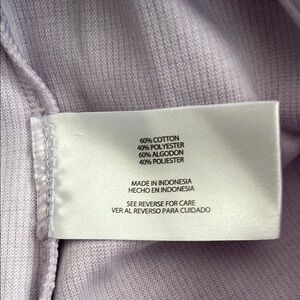 60% COTTON
40% POLYESTER
60% ALGODON
40% POLIESTER
MADE IN INDONESIA
HECHO EN INDONESIA
SEE REVERSE FOR CARE
VER AL REVERSO PARA CUIDADO